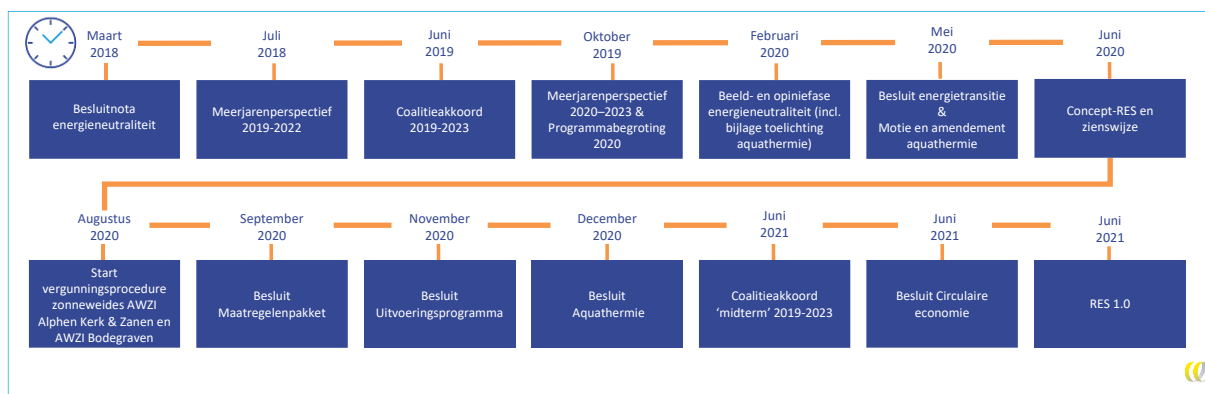 Maart
2018
Juli
2018
Juni
2019
Oktober
2019
Februari
2020
Mei
2020
Juni
2020
Besluitnota
energieneutraliteit
Meerjarenperspectief
2019-2022
Coalitieakkoord
2019-2023
Meerjarenperspectief
2020–2023 &
Programmabegroting
2020
Beeld- en opiniefase
energieneutraliteit (incl.
bijlage toelichting
aquathermie)
Besluit energietransitie
&
Motie en amendement
aquathermie
Concept-RES en
zienswijze
Augustus
2020
September
2020
November
2020
December
2020
Juni
2021
Juni
2021
Juni
2021
Start
vergunningsprocedure
zonneweides AWZI
Alphen Kerk & Zanen en
AWZI Bodegraven
Besluit
Maatregelenpakket
Besluit
Uitvoeringsprogramma
Besluit
Aquathermie
Coalitieakkoord
‘midterm’ 2019-2023
Besluit Circulaire
economie
RES 1.0